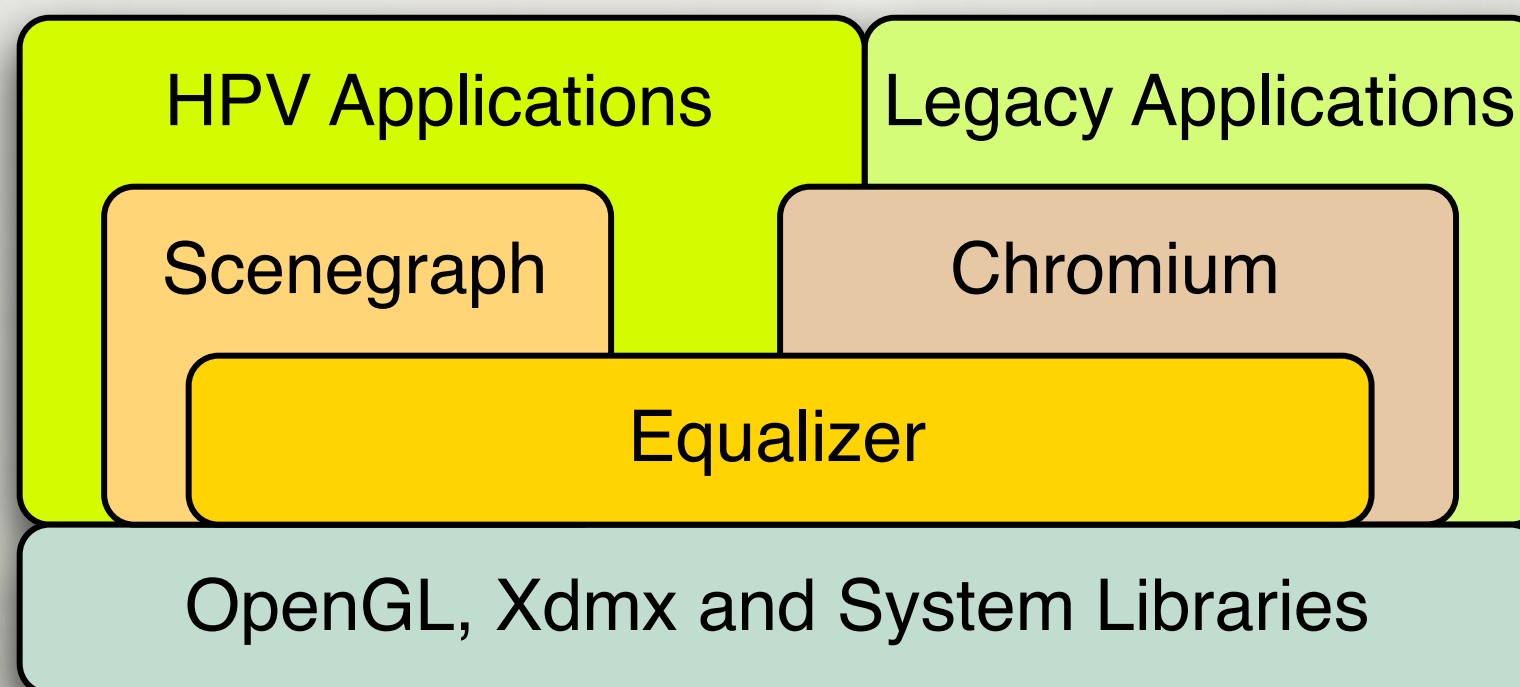 HPV Applications
Legacy Applications
Scenegraph
Chromium
Equalizer
OpenGL, Xdmx and System Libraries